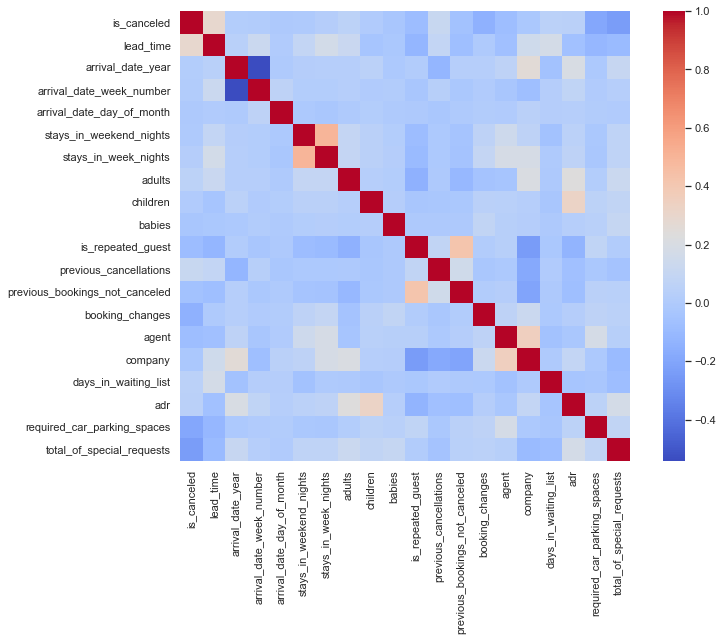 is_canceled
lead_time
arrival_date_year
arrival_date_week_number
arrival_date_day_of_month
stays_in_weekend_nights
stays_in_week_nights
adults
children
babies
is_repeated_guest
previous_cancellations
previous_bookings_not_canceled
booking_changes
agent
company
days_in_waiting_list
adr
required_car_parking_spaces
total_of_special_requests
is_canceled
lead_time
arrival_date_year
arrival_date_week_number
arrival_date_day_of_month
stays_in_weekend_nights
stays_in_week_nights
adults
children
babies
is_repeated_guest
previous_cancellations
previous_bookings_not_canceled
booking_changes
agent
company
days_in_waiting_list
adr
required_car_parking_spaces
total_of_special_requests
1.0
0.8
0.6
0.4
0.2
0.0
−0.2
−0.4